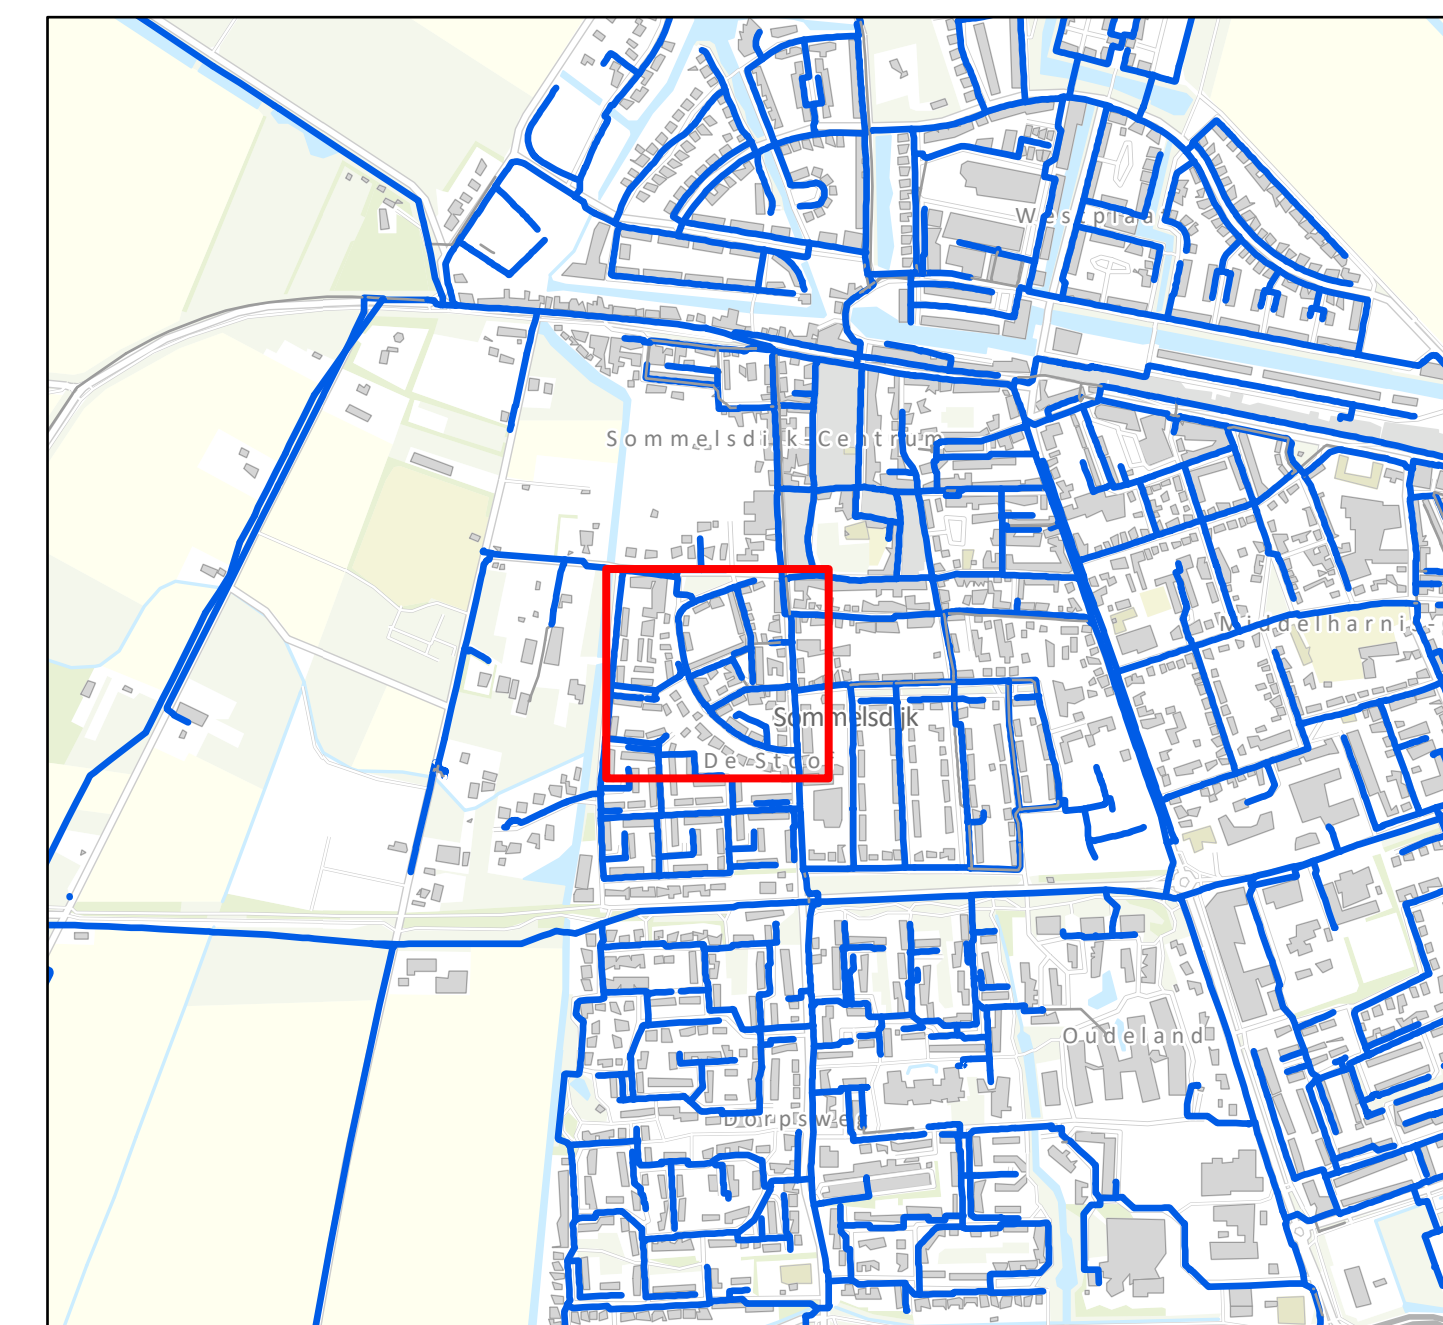 Westplaat
Sommelsdijk-Centrum
Middelharnis-
Sommelsdijk
De Stoof
Oudeland
Dorpsweg